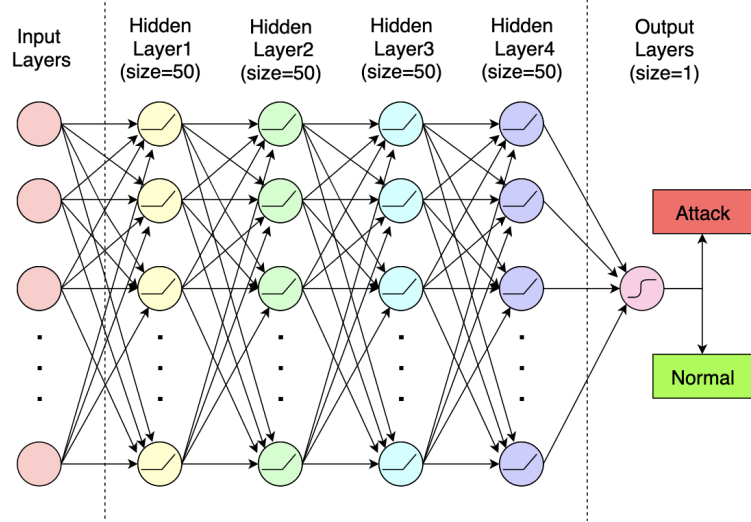 Input
Layers
Hidden
Layer1
(size=50)
Hidden
Layer2
(size=50)
Hidden
Layer3
(size=50)
Hidden
Layer4
(size=50)
Output
Layers
(size=1)
Attack
Normal